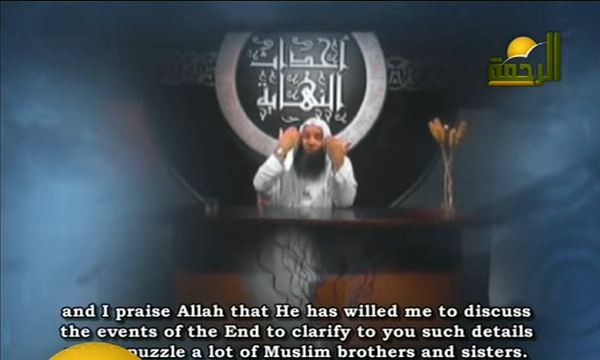 أحداث
النهاية
الرحمة
and I praise Allah that He has willed me to discuss
the events of the End to clarify to you such details
puzzle a lot of Muslim brothers and sisters.